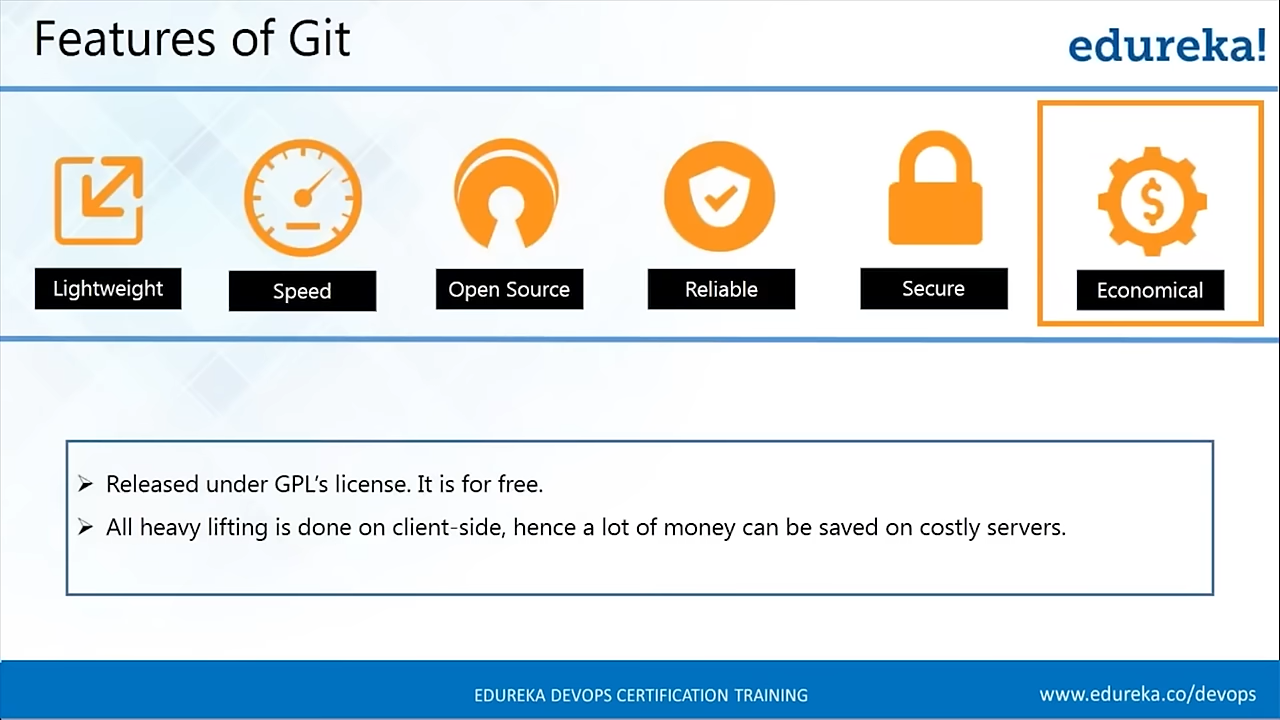 Features of Git
edureka!
Lightweight
Speed
Open Source
Reliable
Secure
$
Economical
➢ Released under GPL’s license. It is for free.
➢ All heavy lifting is done on client-side, hence a lot of money can be saved on costly servers.
EDUREKA DEVOPS CERTIFICATION TRAINING
www.edureka.co/devops